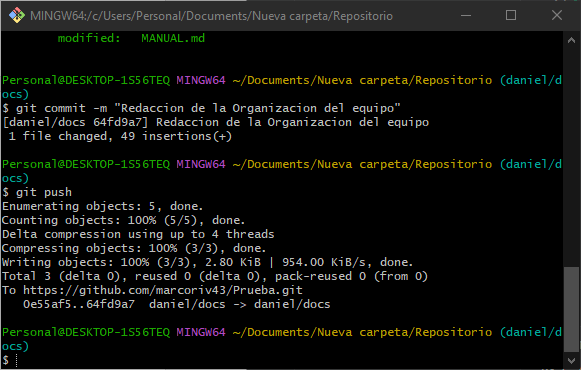 MINGW64:/c/Users/Personal/Documents/Nueva carpeta/Repositorio
modified: MANUAL.md
Personal@DESKTOP-1S56TEQ MINGW64 ~/Documents/Nueva carpeta/Repositorio (daniel/d
ocs)
$ git commit -m "Redaccion de la Organizacion del equipo"
[daniel/docs 64fd9a7] Redaccion de la Organizacion del equipo
1 file changed, 49 insertions(+)
Personal@DESKTOP-1S56TEQ MINGW64 ~/Documents/Nueva carpeta/Repositorio (daniel/d
ocs)
$ git push
Enumerating objects: 5, done.
Counting objects: 100% (5/5), done.
Delta compression using up to 4 threads
Compressing objects: 100% (3/3), done.
Writing objects: 100% (3/3), 2.80 KiB | 954.00 KiB/s, done.
Total 3 (delta 0), reused 0 (delta 0), pack-reused 0 (from 0)
To https://github.com/marcoriv43/Prueba.git
0e55af5..64fd9a7  daniel/docs -> daniel/docs
Personal@DESKTOP-1S56TEQ MINGW64 ~/Documents/Nueva carpeta/Repositorio (daniel/d
ocs)
$